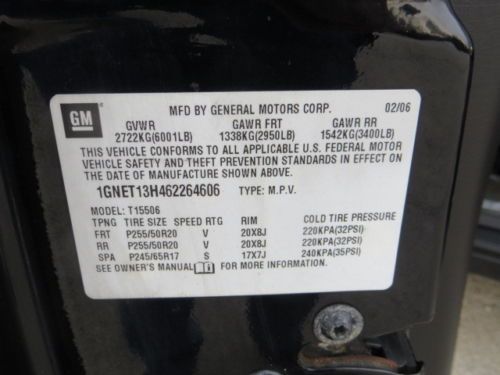 GM
MFD BY GENERAL MOTORS CORP. 02/06
GVWR GAWR FRT GAWR RR
2722KG(6001LB) 1338KG(2950LB) 1542KG(3400LB)
THIS VEHICLE CONFORMS TO ALL APPLICABLE U.S. FEDERAL MOTOR
VEHICLE SAFETY AND THEFT PREVENTION STANDARDS IN EFFECT ON
THE DATE OF MANUFACTURE SHOWN ABOVE.
1GNET13H462264606 TYPE: M.P.V.
MODEL: T15506
TPNG TIRE SIZE SPEED RTG RIM COLD TIRE PRESSURE
FRT P255/50R20 V 20X8J 220KPA(32PSI)
RR P255/50R20 V 20X8J 220KPA(32PSI)
SPA P245/65R17 S 17X7J 240KPA(35PSI)
SEE OWNER'S MANUAL FOR MORE INFORMATION.